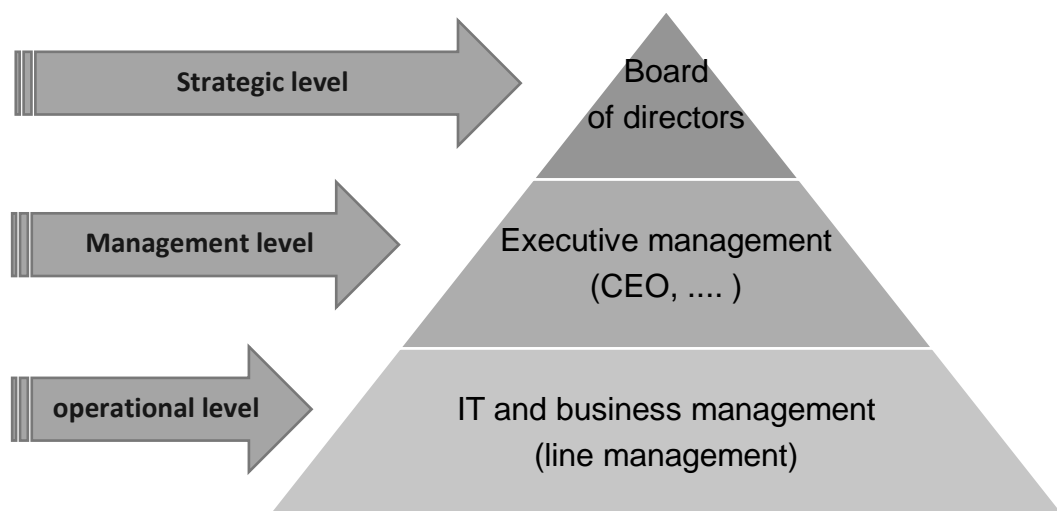 Strategic level
Board
of directors
Management level
Executive management
(CEO, .... )
operational level
IT and business management
(line management)